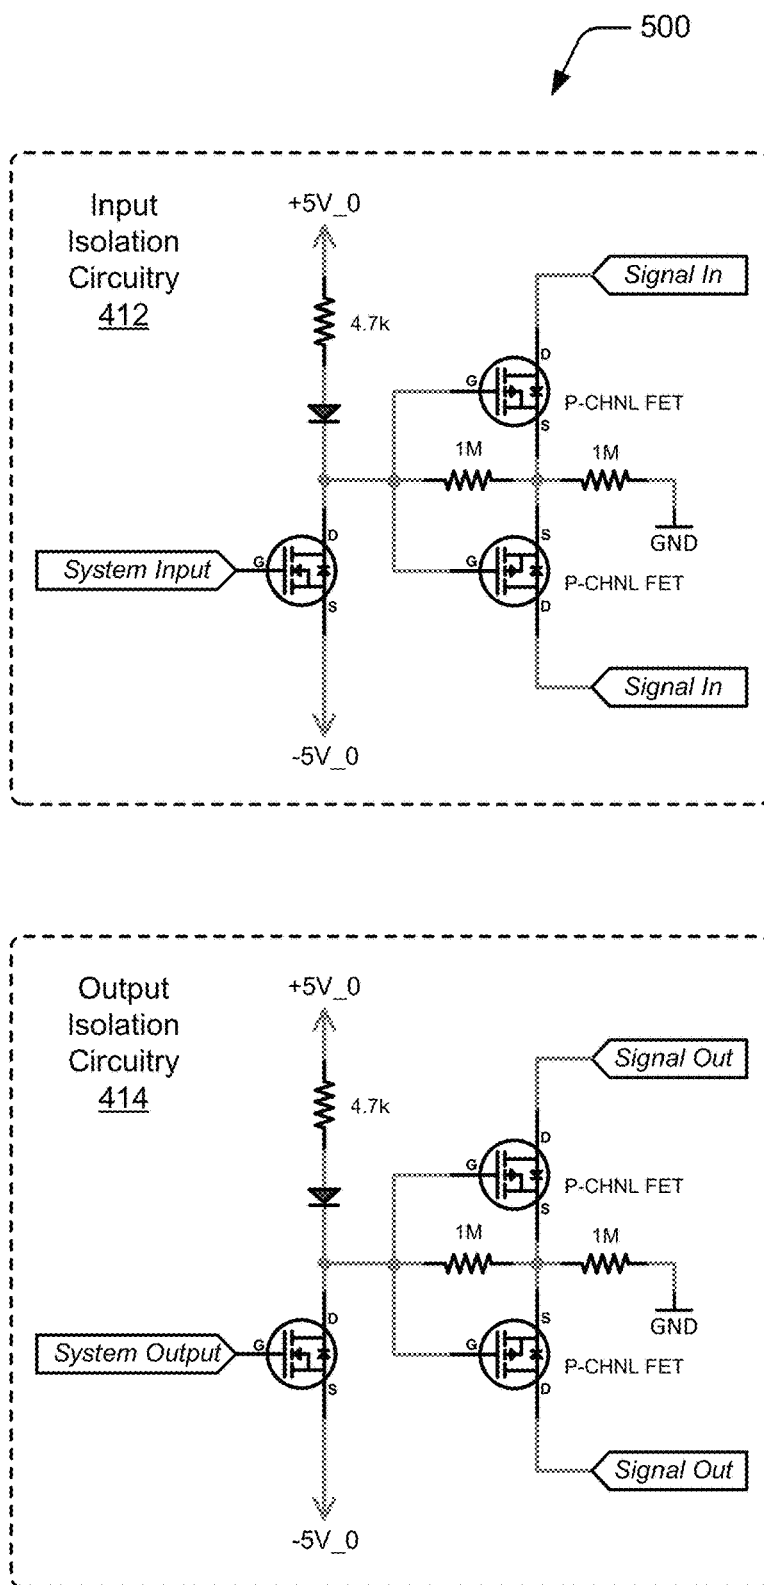 500
Input
Isolation
Circuitry
412
+5V_0
4.7k
Signal In
D
G
P-CHNL FET
S
1M
1M
GND
System Input
G
D
S
S
G
P-CHNL FET
D
Signal In
-5V_0
Output
Isolation
Circuitry
414
+5V_0
4.7k
Signal Out
D
G
P-CHNL FET
S
1M
1M
GND
System Output
G
D
S
S
G
P-CHNL FET
D
Signal Out
-5V_0